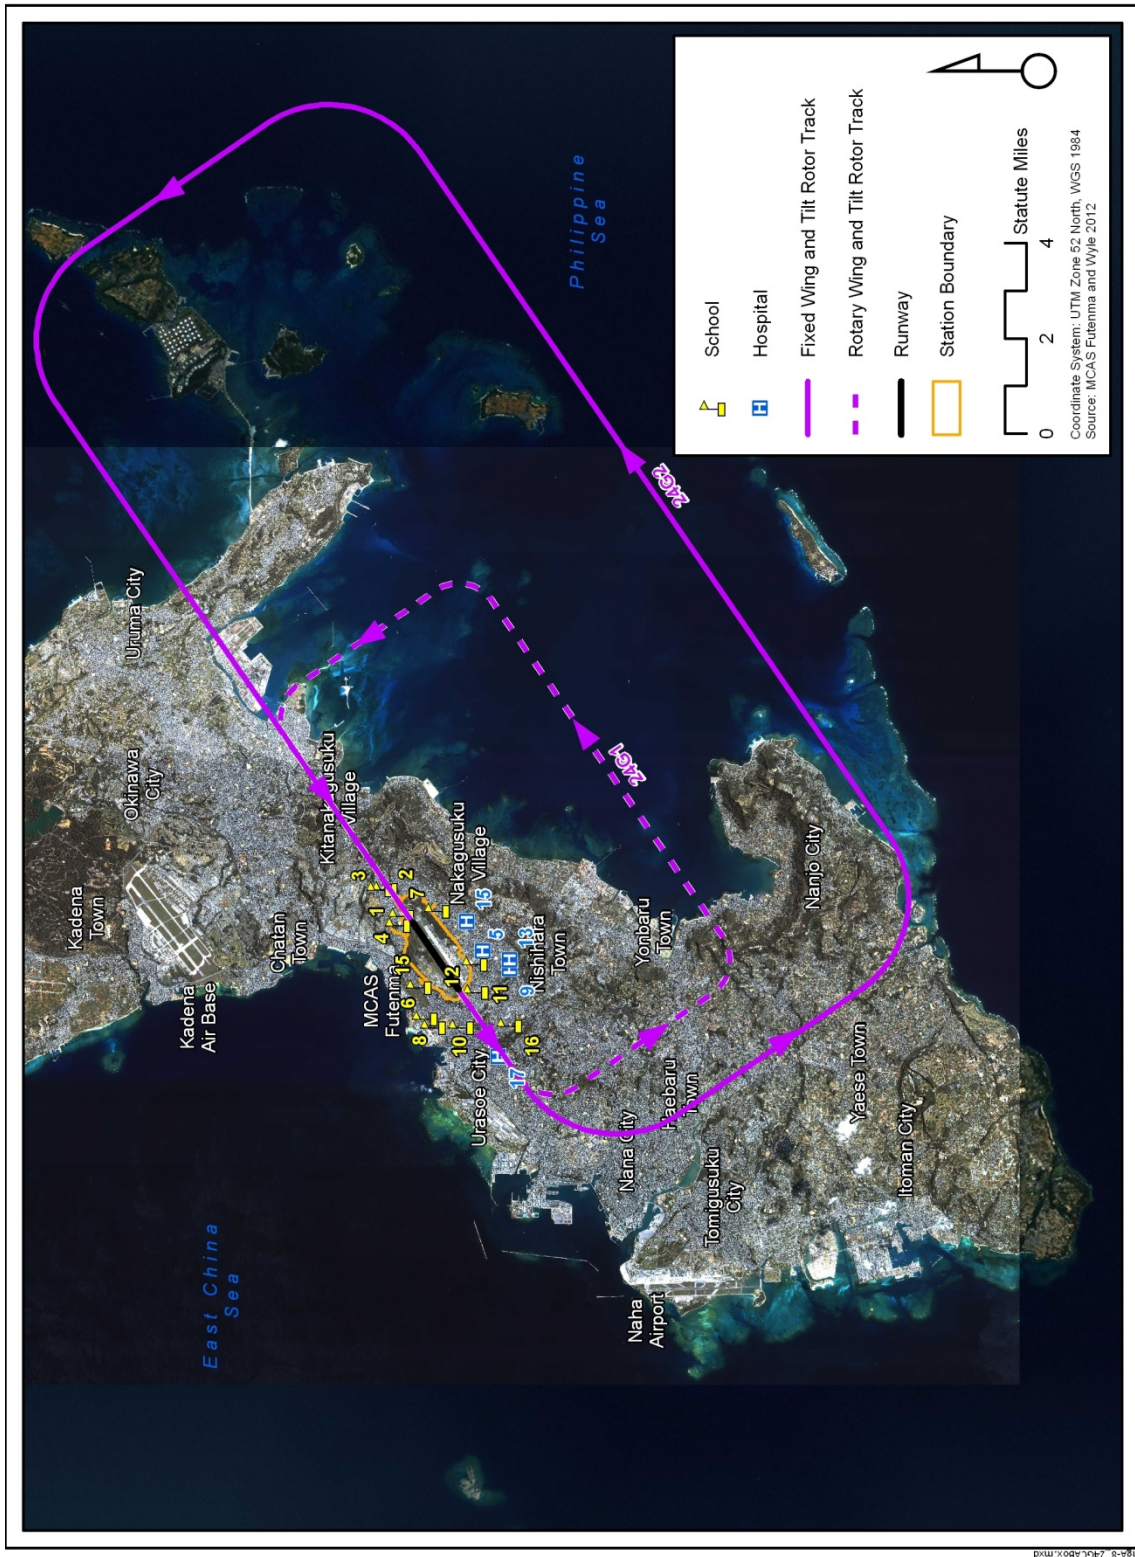 Philippine
Sea
East China
Sea
Kadena
Town
Okinawa
City
Uruma City
Kadena
Air Base
Chatan
Town
Kitanakagusuku
Village
MCAS
Futenma
Nakagusuku
Village
Nishihara
Town
Urasoe City
Yonbaru
Town
Nana City
Haebaru
Town
Nanjo City
Tomigusuku
City
Yaese Town
Itoman City
Naha
Airport
24G1
24G2
3
2
1
7
4
15
12
6
8
10
11
16
H
15
H
5
HH
13
9
H
17
School
H
Hospital
Fixed Wing and Tilt Rotor Track
Rotary Wing and Tilt Rotor Track
Runway
Station Boundary
Statute Miles
0 2 4
Coordinate System: UTM Zone 52 North, WGS 1984
Source: MCAS Futenma and Wyle 2012